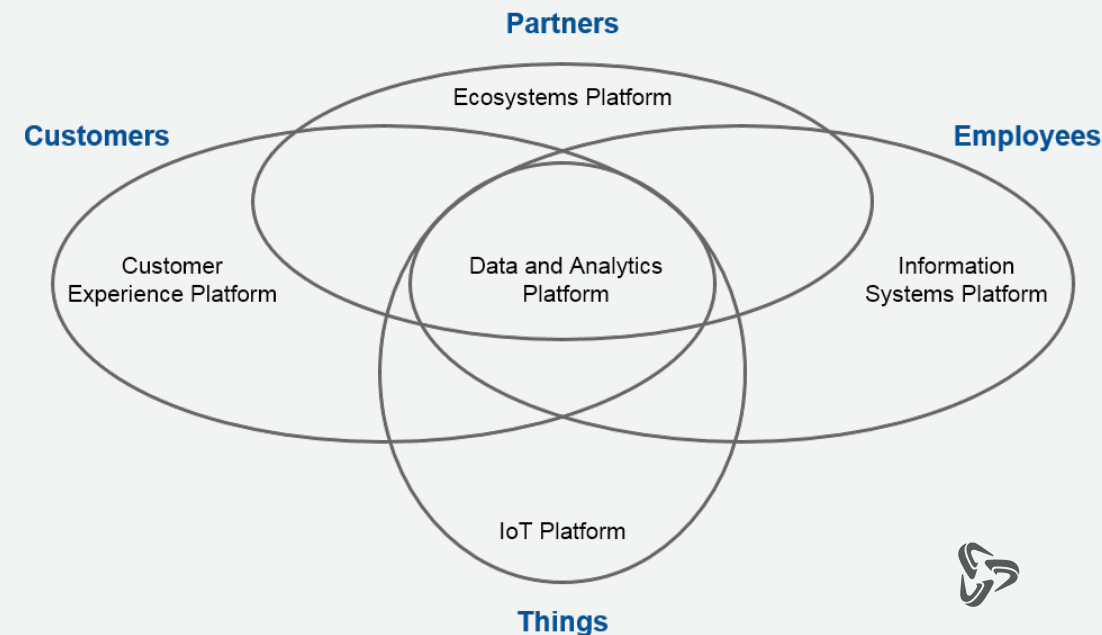 Partners
Ecosystems Platform
Customers
Employees
Customer
Experience Platform
Data and Analytics
Platform
Information
Systems Platform
IoT Platform
Things